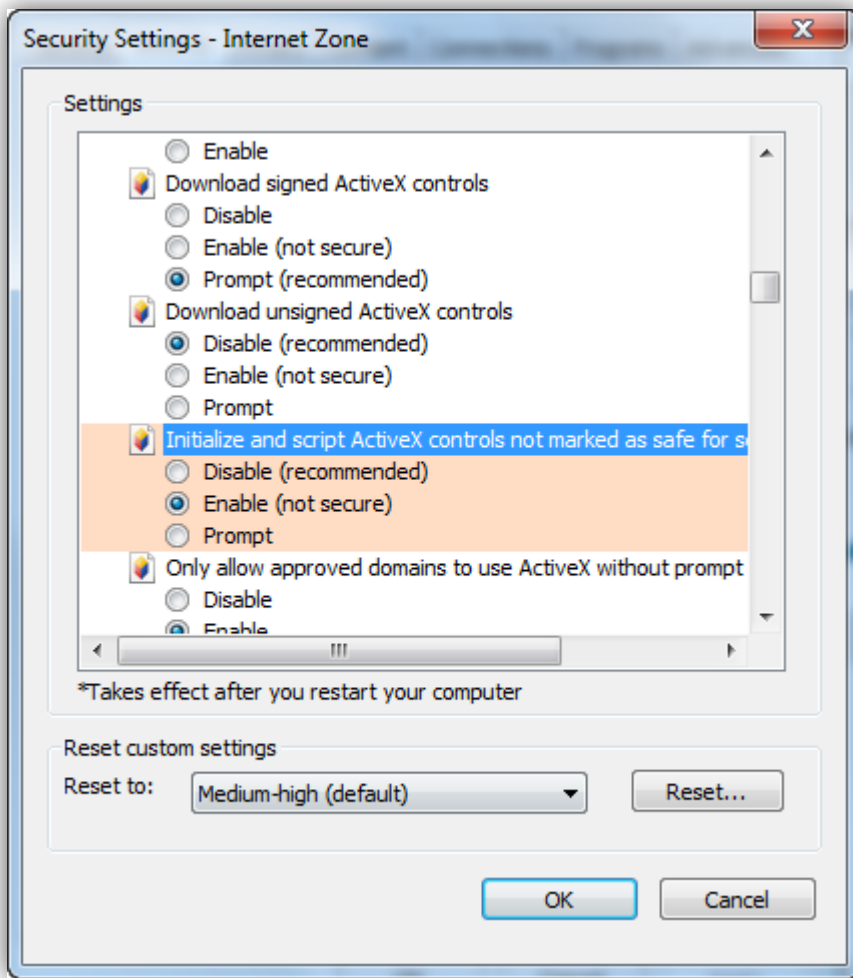 Security Settings - Internet Zone
Settings
Enable
Download signed ActiveX controls
Disable
Enable (not secure)
Prompt (recommended)
Download unsigned ActiveX controls
Disable (recommended)
Enable (not secure)
Prompt
Initialize and script ActiveX controls not marked as safe for
Disable (recommended)
Enable (not secure)
Prompt
Only allow approved domains to use ActiveX without prompt
Disable
Enable
*Takes effect after you restart your computer
Reset custom settings
Reset to:
Medium-high (default)
Reset...
OK
Cancel